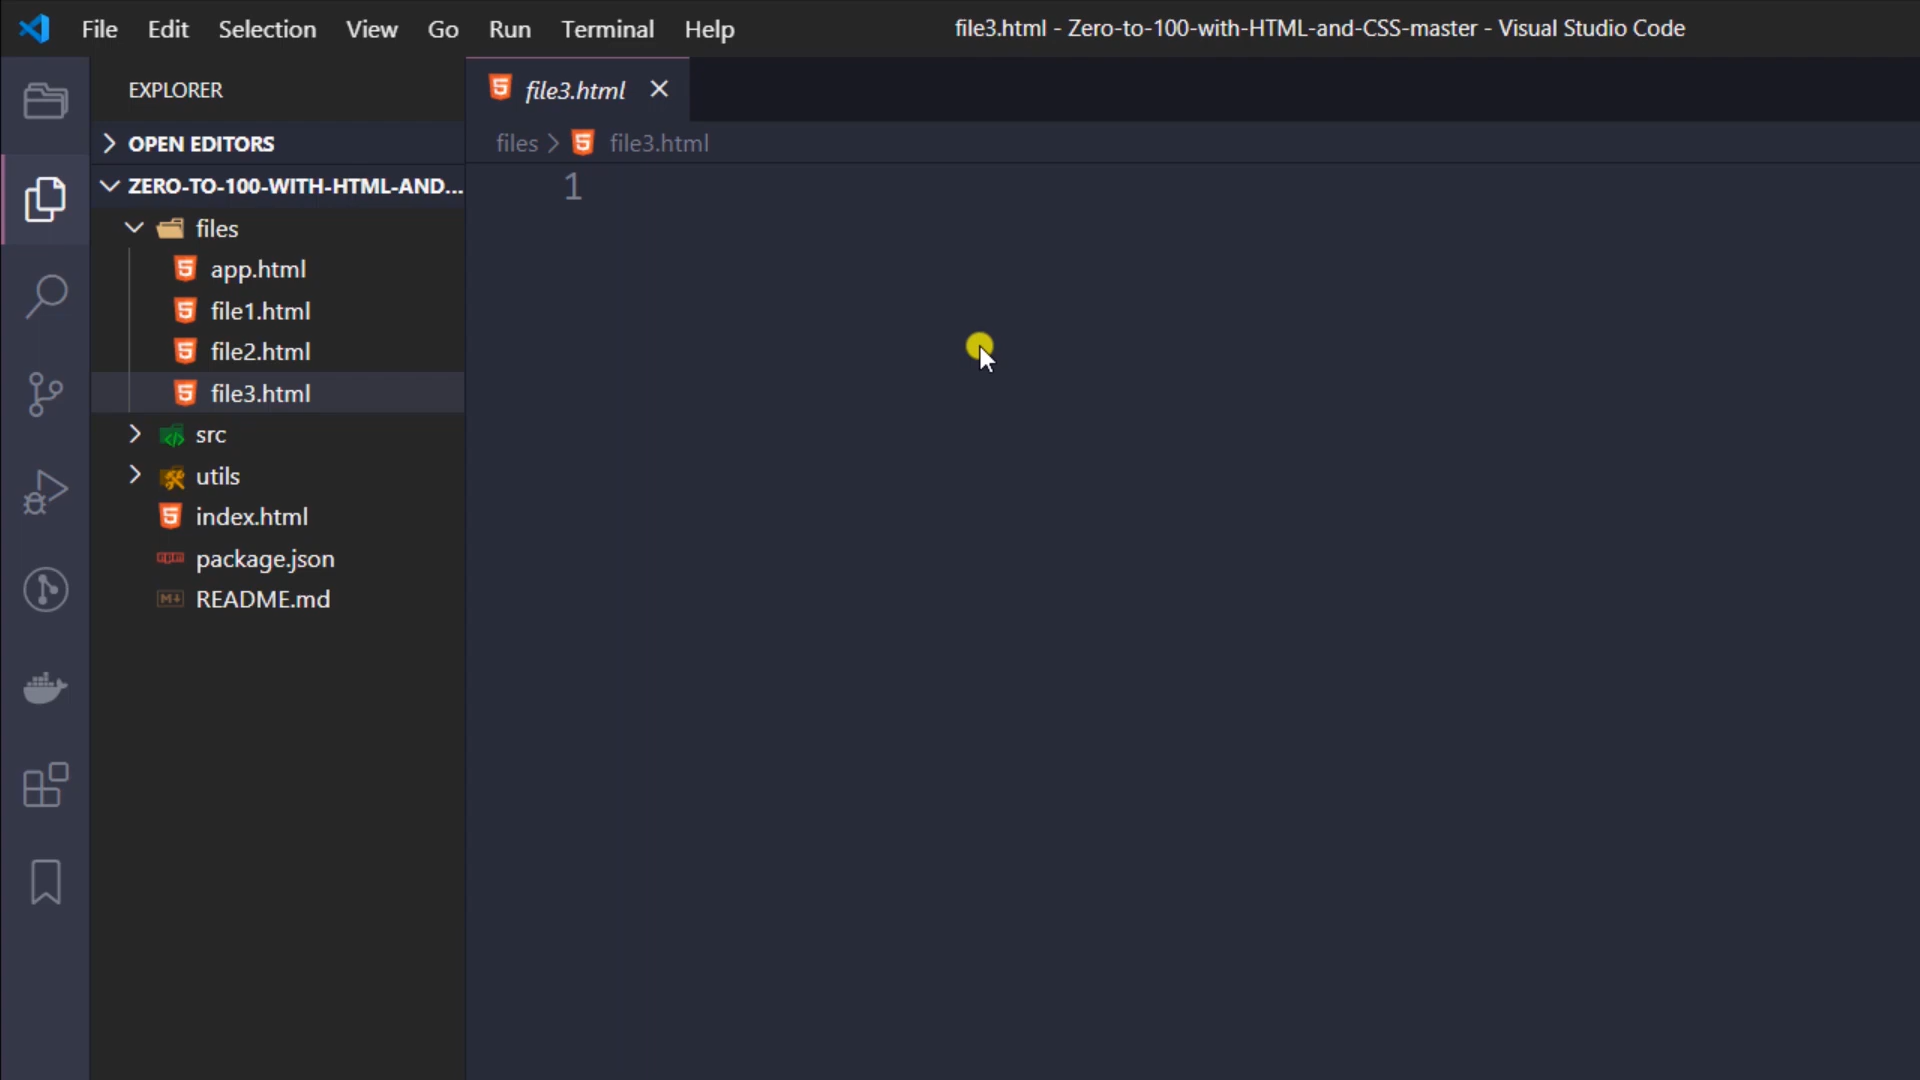 File Edit Selection View Go Run Terminal Help
file3.html - Zero-to-100-with-HTML-and-CSS-master - Visual Studio Code
EXPLORER
OPEN EDITORS
ZERO-TO-100-WITH-HTML-AND...
files
app.html
file1.html
file2.html
file3.html
src
utils
index.html
package.json
README.md
file3.html
files > file3.html
1